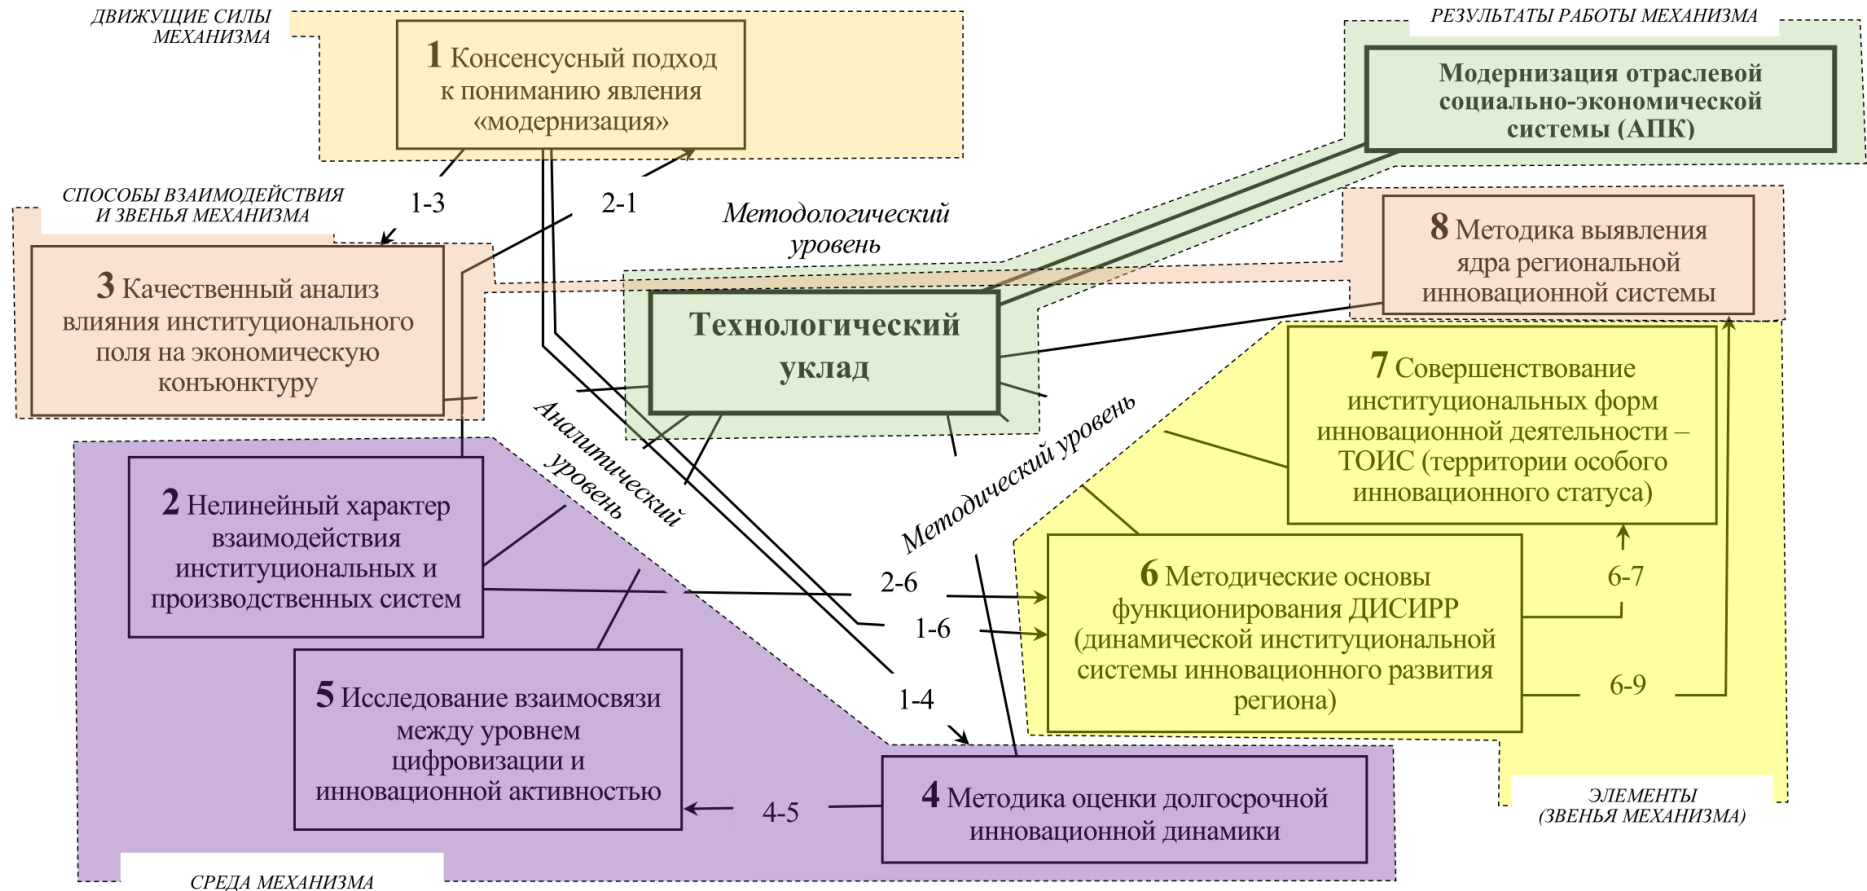 ДВИЖУЩИЕ СИЛЫ
МЕХАНИЗМА
1 Консенсусный подход
к пониманию явления
«модернизация»
РЕЗУЛЬТАТЫ РАБОТЫ МЕХАНИЗМА
Модернизация отраслевой
социально-экономической
системы (АПК)
1-3
2-1
СПОСОБЫ ВЗАИМОДЕЙСТВИЯ
И ЗВЕНЬЯ МЕХАНИЗМА
3 Качественный анализ
влияния институционального
поля на экономическую
конъюнктуру
Методологический
уровень
8 Методика выявления
ядра региональной
инновационной системы
Технологический
уклад
7 Совершенствование
институциональных форм
инновационной деятельности –
ТОИС (территории особого
инновационного статуса)
Аналитический
уровень
Методический уровень
2 Нелинейный характер
взаимодействия
институциональных и
производственных систем
2-6
1-6
1-4
6 Методические основы
функционирования ДИСИРР
(динамической институциональной
системы инновационного развития
региона)
6-7
6-9
5 Исследование взаимосвязи
между уровнем
цифровизации и
инновационной активностью
4-5
4 Методика оценки долгосрочной
инновационной динамики
ЭЛЕМЕНТЫ
(ЗВЕНЬЯ МЕХАНИЗМА)
СРЕДА МЕХАНИЗМА